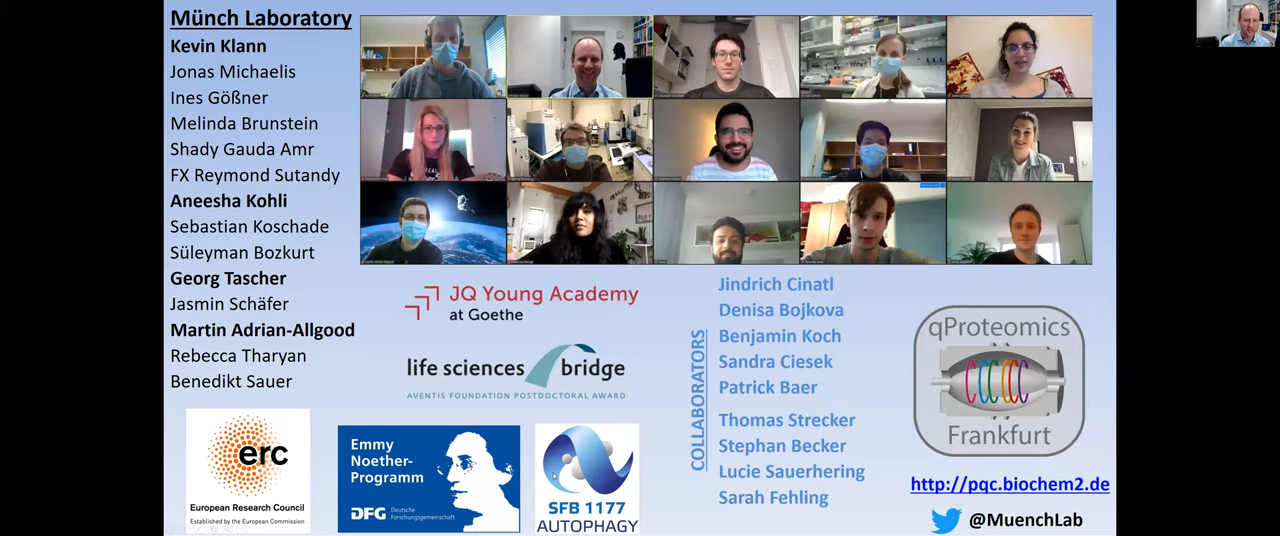 Münch Laboratory
Kevin Klann
Jonas Michaelis
Ines Gößner
Melinda Brunstein
Shady Gauda Amr
FX Reymond Sutandy
Aneesha Kohli
Sebastian Koschade
Süleyman Bozkurt
Georg Tascher
Jasmin Schäfer
Martin Adrian-Allgood
Rebecca Tharyan
Benedikt Sauer
JQ Young Academy
at Goethe
life sciences bridge
AVENTIS FOUNDATION POSTDOCTORAL AWARD
erc
European Research Council
Established by the European Commission
Emmy
Noether-
Programm
DFG Deutsche
Forschungsgemeinschaft
SFB 1177
AUTOPHAGY
COLLABORATORS
Jindrich Cinatl
Denisa Bojkova
Benjamin Koch
Sandra Ciesek
Patrick Baer
Thomas Strecker
Stephan Becker
Lucie Sauerhering
Sarah Fehling
qProteomics
Frankfurt
http://pqc.biochem2.de
@MuenchLab